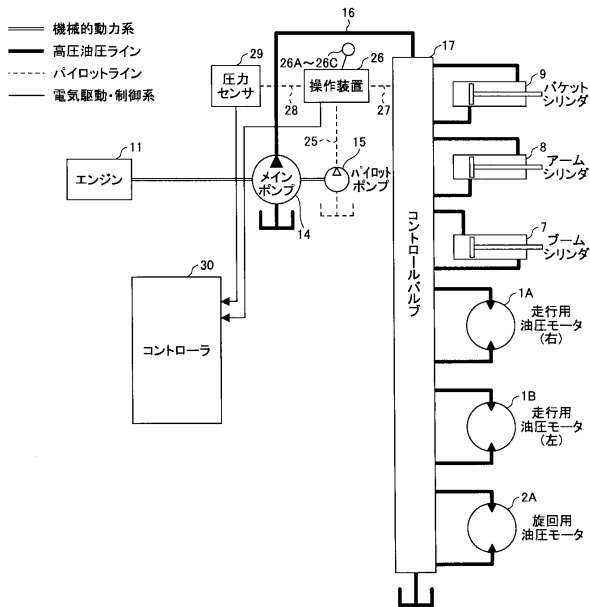 機械的動力系
高圧油圧ライン
パイロットライン
電気駆動・制御系
16
17
29
26A～26C
26
圧力
センサ
操作装置
28
27
25
15
11
エンジン
メイン
ポンプ
14
パイロット
ポンプ
30
コントローラ
コントロールバルブ
9
バケット
シリンダ
8
アーム
シリンダ
7
ブーム
シリンダ
1A
走行用
油圧モータ
(右)
1B
走行用
油圧モータ
(左)
2A
旋回用
油圧モータ